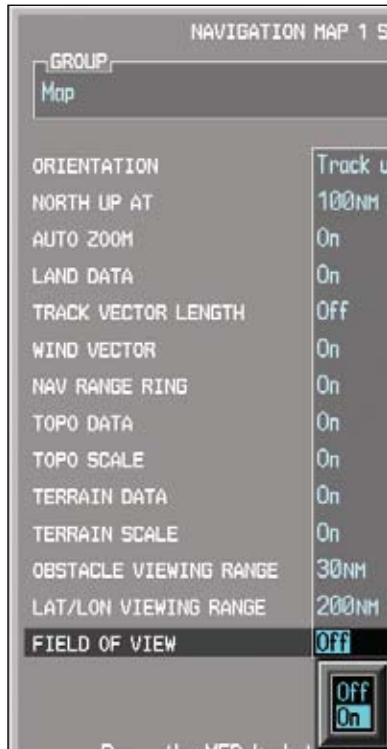 NAVIGATION MAP 1
GROUP
Map
ORIENTATION Track
NORTH UP AT 100NM
AUTO ZOOM On
LAND DATA On
TRACK VECTOR LENGTH Off
WIND VECTOR On
NAV RANGE RING On
TOPO DATA On
TOPO SCALE On
TERRAIN DATA On
TERRAIN SCALE On
OBSTACLE VIEWING RANGE 30NM
LAT/LON VIEWING RANGE 200NM
FIELD OF VIEW Off
Off
On